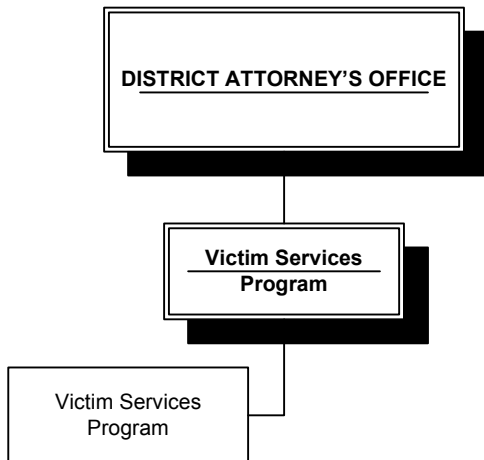 DISTRICT ATTORNEY’S OFFICE
Victim Services
Program
Victim Services
Program